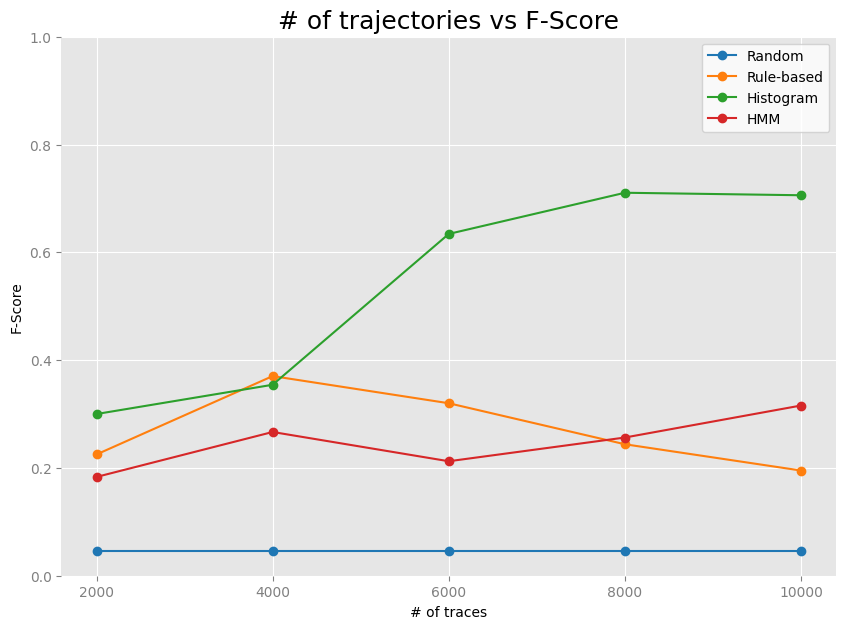 # of trajectories vs F-Score
Random
Rule-based
Histogram
HMM
1.0
0.8
0.6
0.4
0.2
0.0
F-Score
2000
4000
6000
8000
10000
# of traces